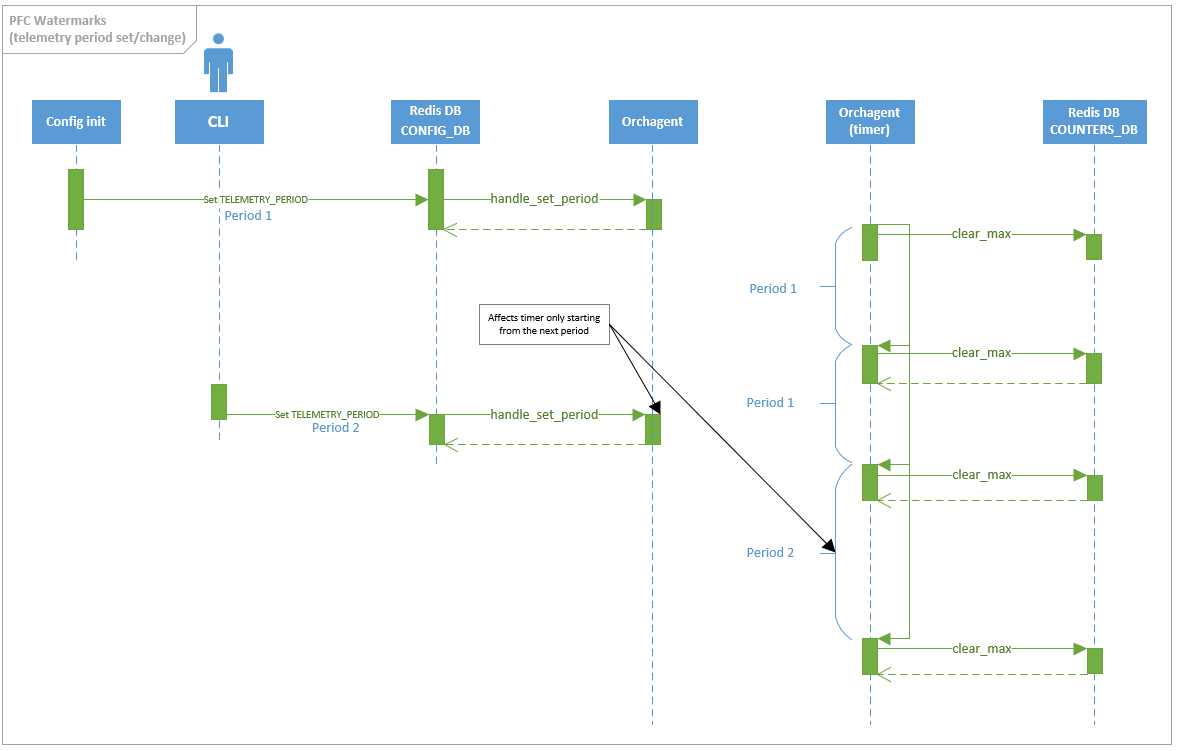 PFC Watermarks
(telemetry period set/change)
Config init
CLI
Redis DB
CONFIG_DB
Orchagent
Orchagent
(timer)
Redis DB
COUNTERS_DB
Set TELEMETRY_PERIOD
Period 1
handle_set_period
clear_max
Period 1
Affects timer only starting
from the next period
clear_max
Period 1
Set TELEMETRY_PERIOD
Period 2
handle_set_period
clear_max
Period 2
clear_max